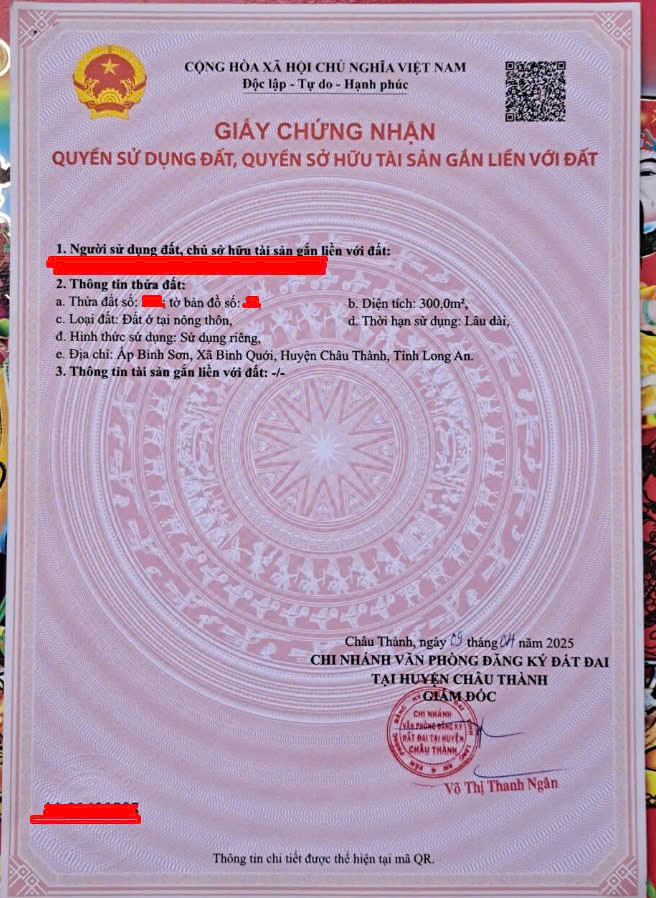 CỘNG HÒA XÃ HỘI CHỦ NGHĨA VIỆT NAM
Độc lập - Tự do - Hạnh phúc
GIẤY CHỨNG NHẬN
QUYỀN SỬ DỤNG ĐẤT, QUYỀN SỞ HỮU TÀI SẢN GẮN LIỀN VỚI ĐẤT
1. Người sử dụng đất, chủ sở hữu tài sản gắn liền với đất:
2. Thông tin thửa đất:
a. Thửa đất số: ; tờ bản đồ số: ,
b. Diện tích: 300,0m²,
c. Loại đất: Đất ở tại nông thôn,
d. Thời hạn sử dụng: Lâu dài,
đ. Hình thức sử dụng: Sử dụng riêng,
e. Địa chỉ: Ấp Bình Sơn, Xã Bình Quới, Huyện Châu Thành, Tỉnh Long An.
3. Thông tin tài sản gắn liền với đất: -/-
Châu Thành, ngày 09 tháng 04 năm 2025
CHI NHÁNH VĂN PHÒNG ĐĂNG KÝ ĐẤT ĐAI
TẠI HUYỆN CHÂU THÀNH
GIÁM ĐỐC
CHI NHÁNH
VĂN PHÒNG ĐĂNG KÝ
ĐẤT ĐAI TẠI HUYỆN
CHÂU THÀNH
Võ Thị Thanh Ngân
Thông tin chi tiết được thể hiện tại mã QR.